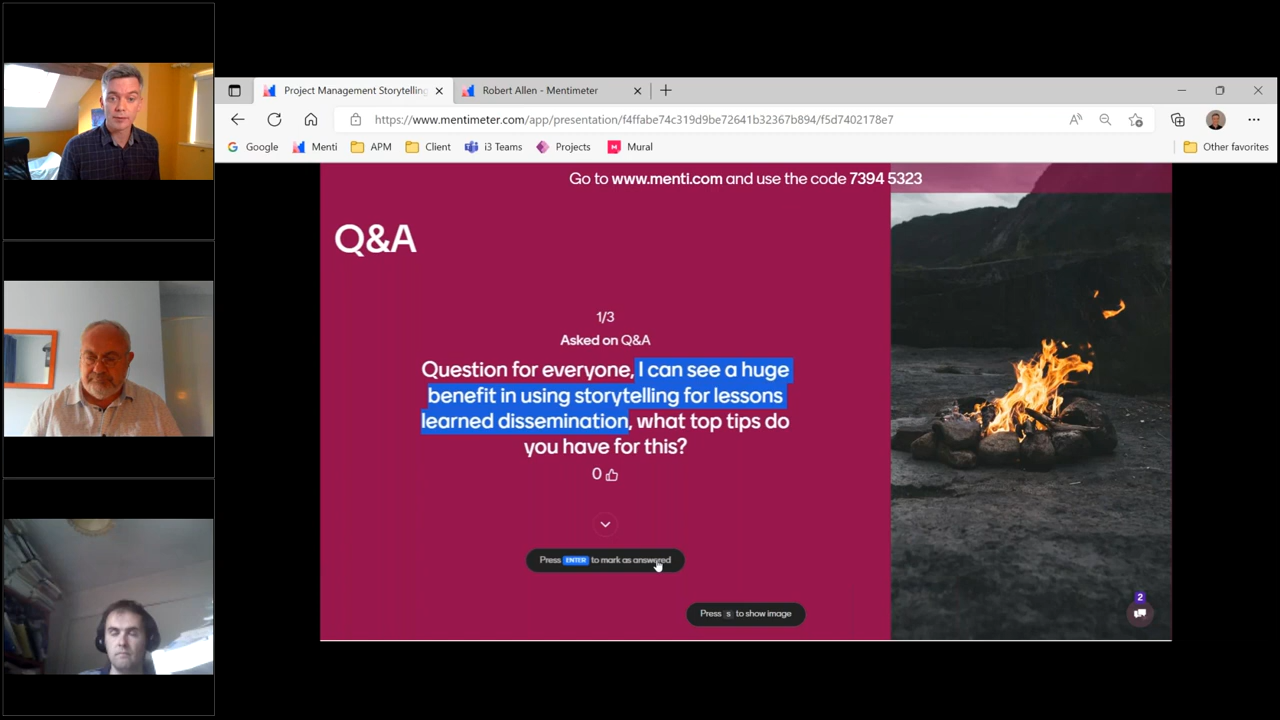 Project Management Storytelling
Robert Allen - Mentimeter
https://www.mentimeter.com/app/presentation/f4ffabe74c319d9be72641b32367b894/f5d7402178e7
Google
Menti
APM
Client
i3 Teams
Projects
Mural
Other favorites
Go to www.menti.com and use the code 7394 5323
Q&A
1/3
Asked on Q&A
Question for everyone, I can see a huge
benefit in using storytelling for lessons
learned dissemination, what top tips do
you have for this?
0
Press ENTER to mark as answered
Press S to show image
2